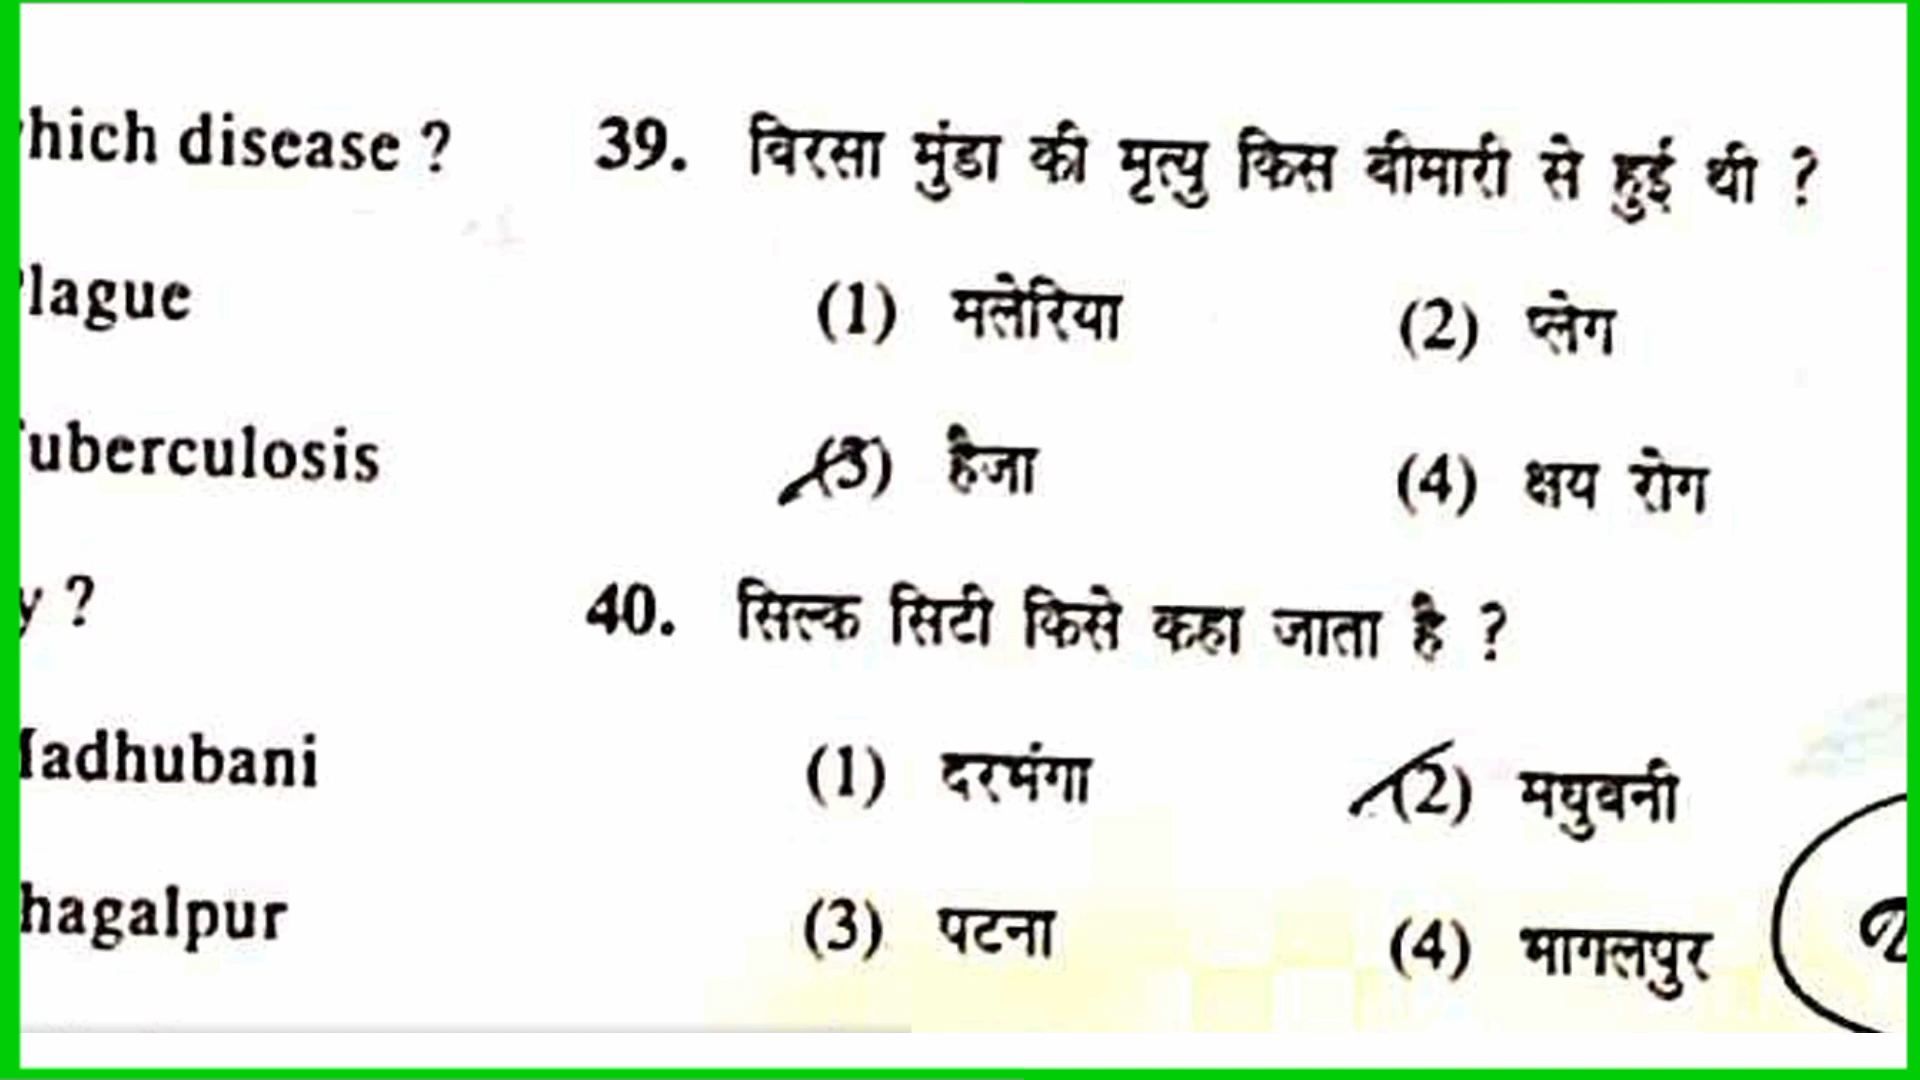 hich disease ?
39. बिरसा मुंडा की मृत्यु किस बीमारी से हुई थी ?
lague
(1) मलेरिया (2) प्लेग
uberculosis
(3) हैजा (4) क्षय रोग
y ?
40. सिल्क सिटी किसे कहा जाता है ?
adhubani
(1) दरभंगा (2) मधुबनी
hagalpur
(3) पटना (4) भागलपुर